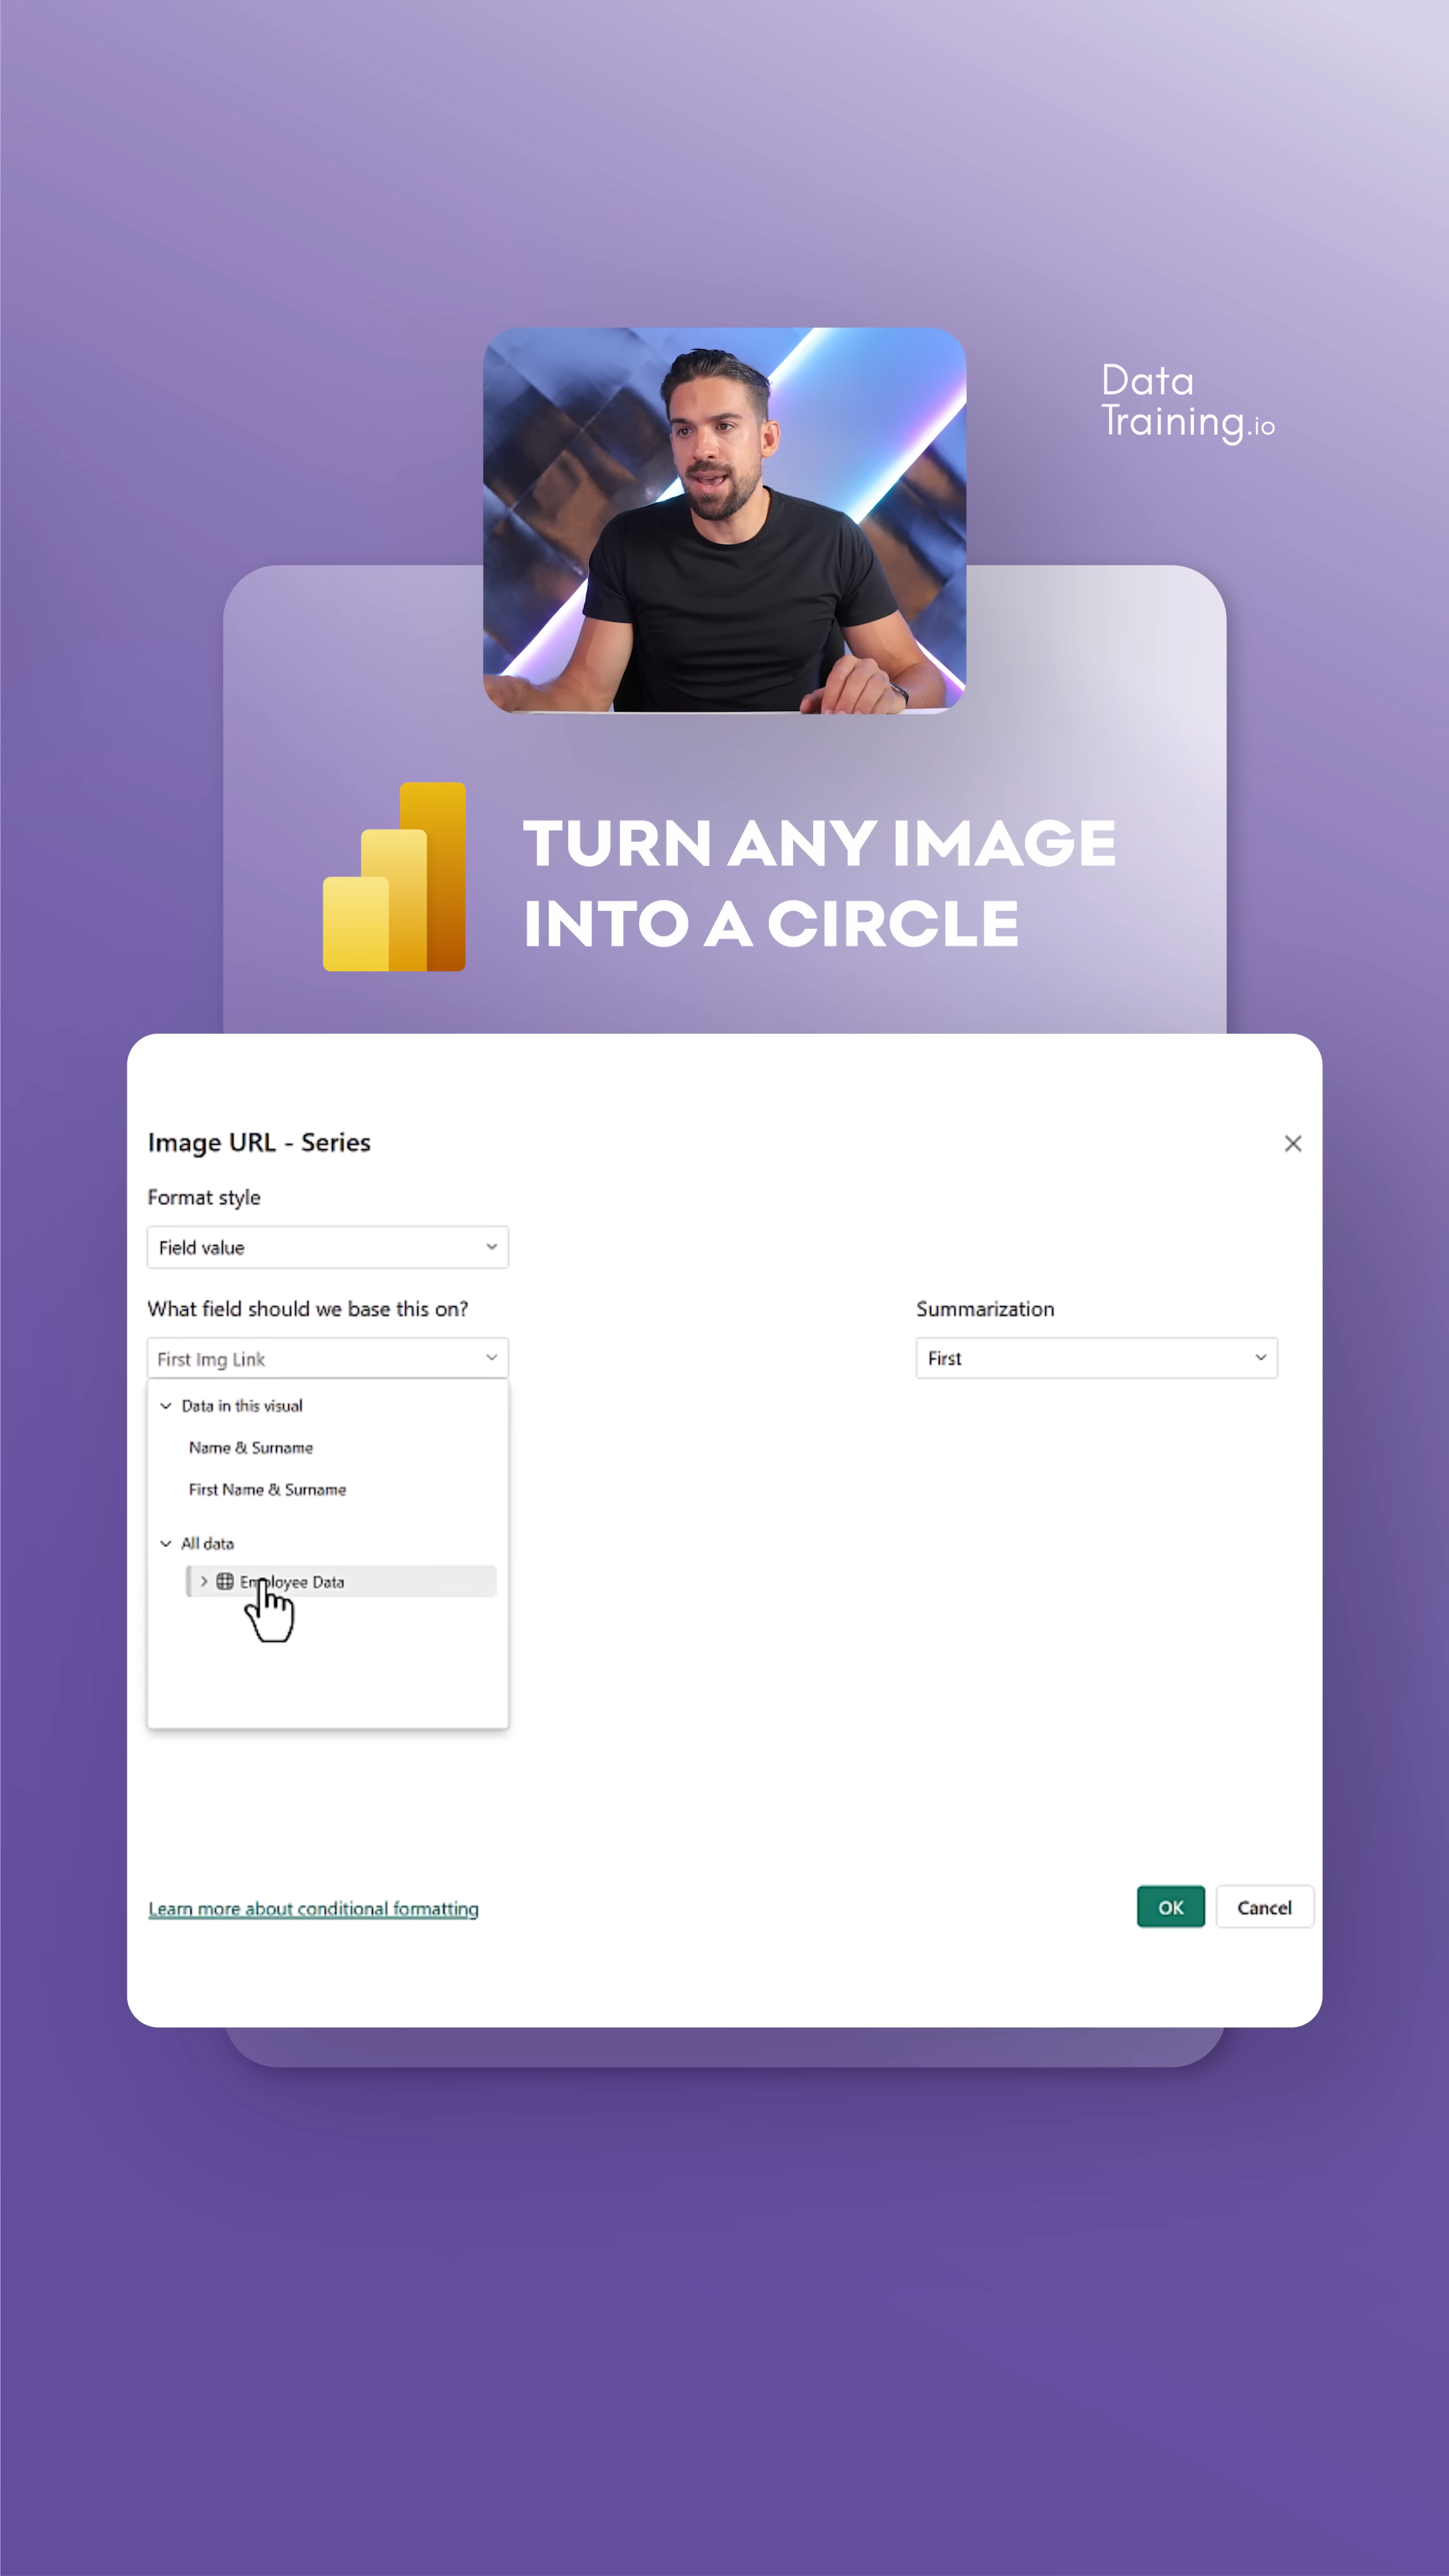 Data
Training.io
TURN ANY IMAGE
INTO A CIRCLE
Image URL - Series
Format style
Field value
What field should we base this on?
Summarization
First Img Link
First
Data in this visual
Name & Surname
First Name & Surname
All data
Employee Data
Learn more about conditional formatting
OK
Cancel